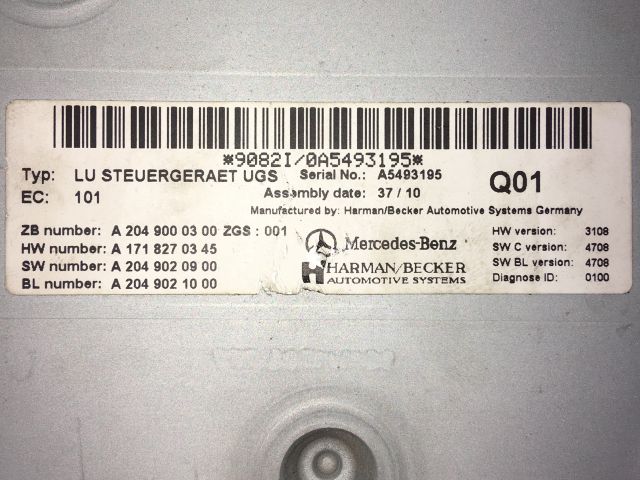 *9082I/0A5493195*
Typ: LU STEUERGERAET UGS Serial No.: A5493195 Q01
EC: 101 Assembly date: 37/10
Manufactured by: Harman/Becker Automotive Systems Germany
ZB number: A 204 900 03 00 ZGS : 001 Mercedes-Benz HW version: 3108
HW number: A 171 827 03 45 SW C version: 4708
SW number: A 204 902 09 00 HARMAN/BECKER SW BL version: 4708
BL number: A 204 902 10 00 AUTOMOTIVE SYSTEMS Diagnose ID: 0100